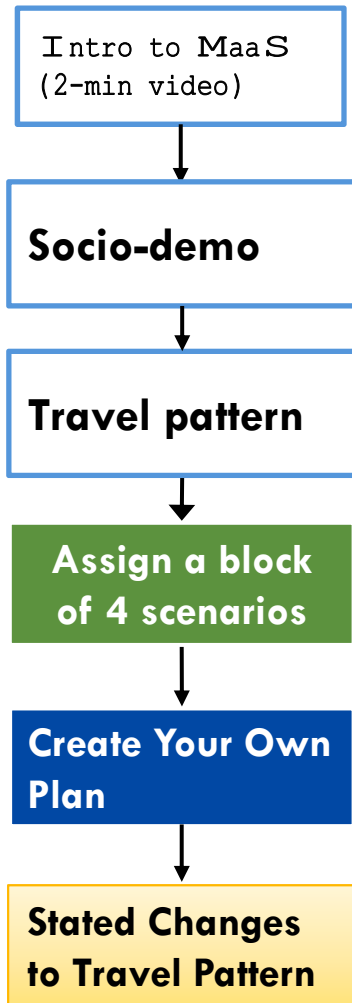 Intro to MaaS
(2-min video)
Socio-demo
Travel pattern
Assign a block
of 4 scenarios
Create Your Own
Plan
Stated Changes
to Travel Pattern